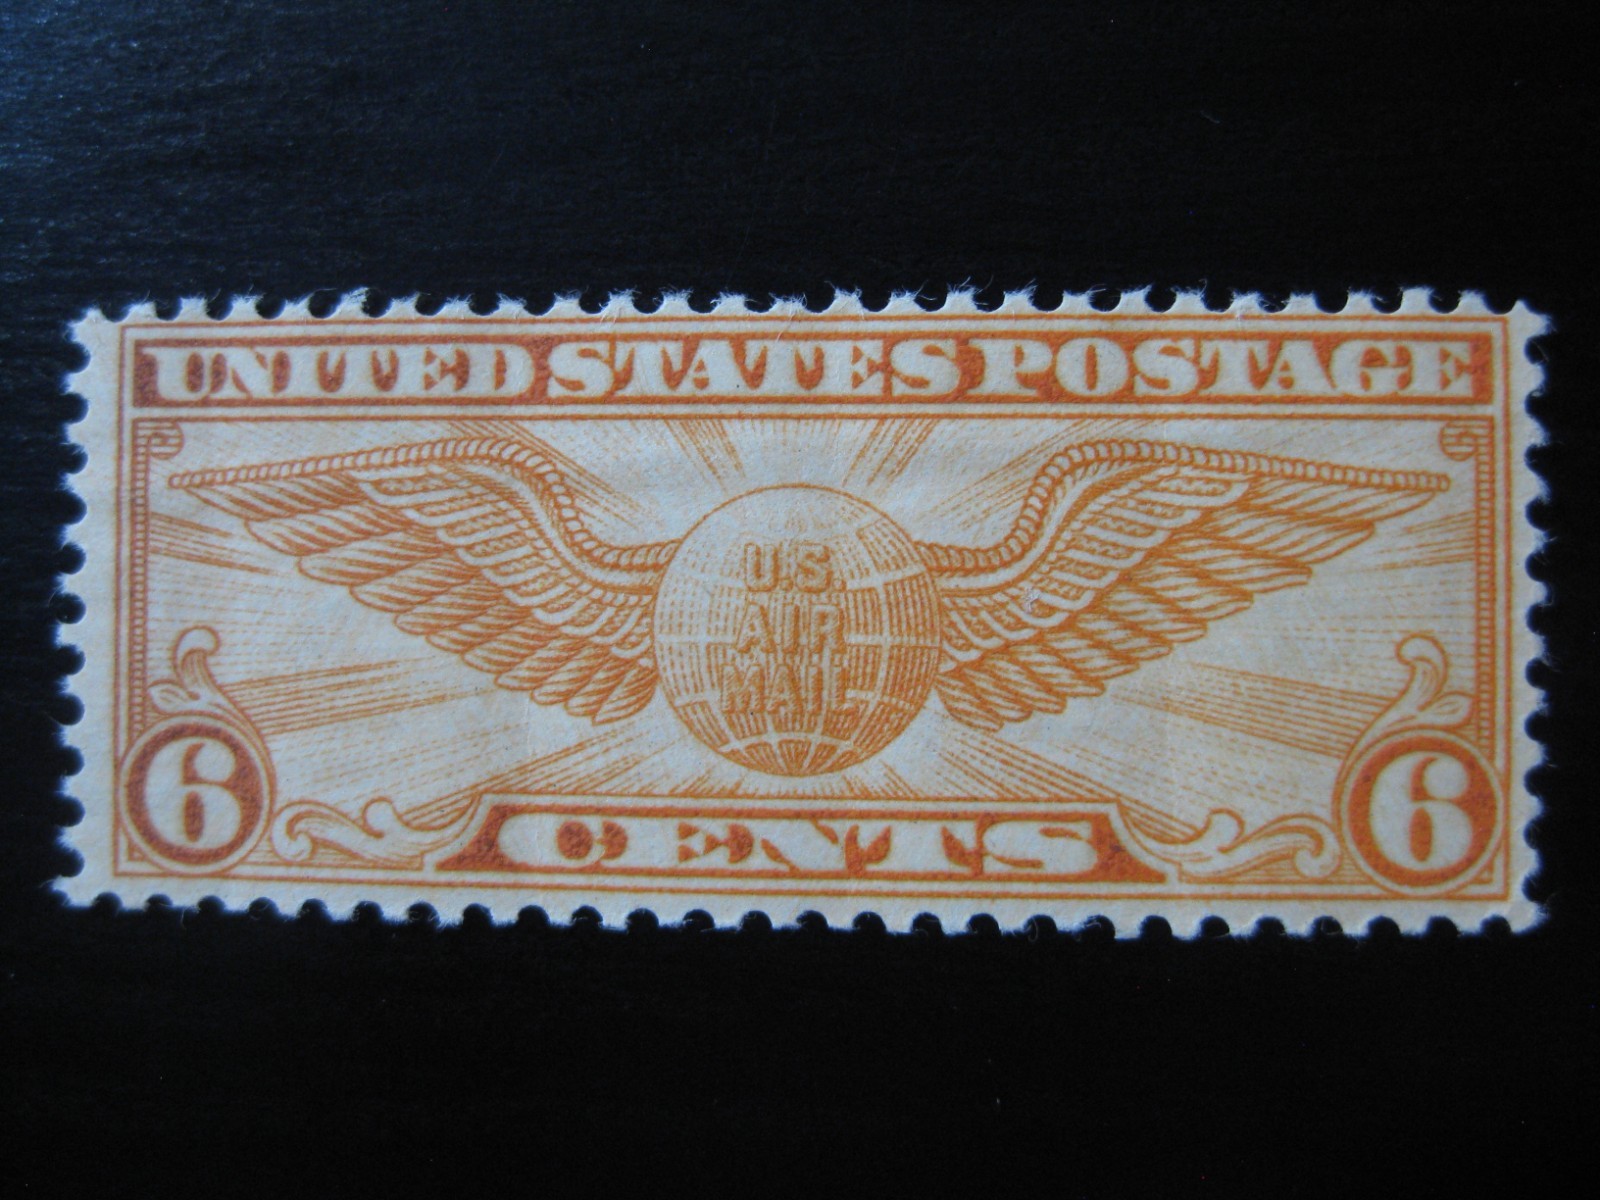 UNITED STATES POSTAGE
U.S.
AIR
MAIL
6 CENTS 6